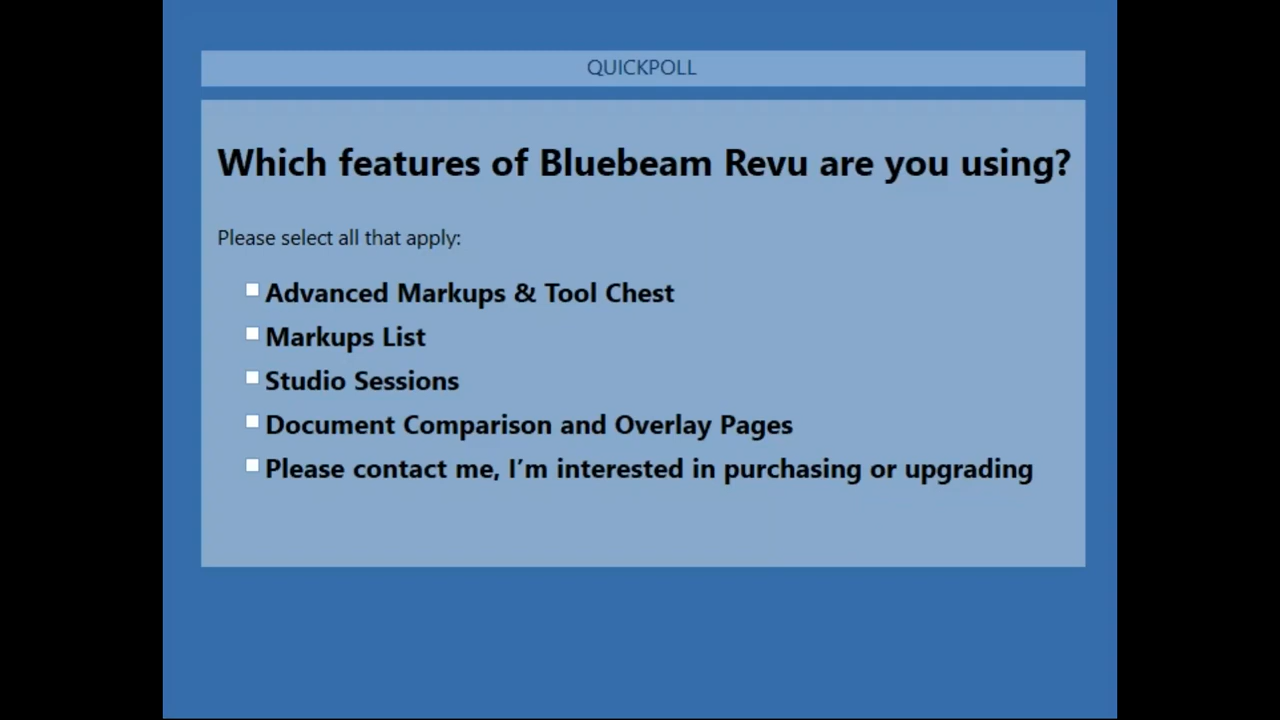 QUICKPOLL
Which features of Bluebeam Revu are you using?
Please select all that apply:
Advanced Markups & Tool Chest
Markups List
Studio Sessions
Document Comparison and Overlay Pages
Please contact me, I’m interested in purchasing or upgrading